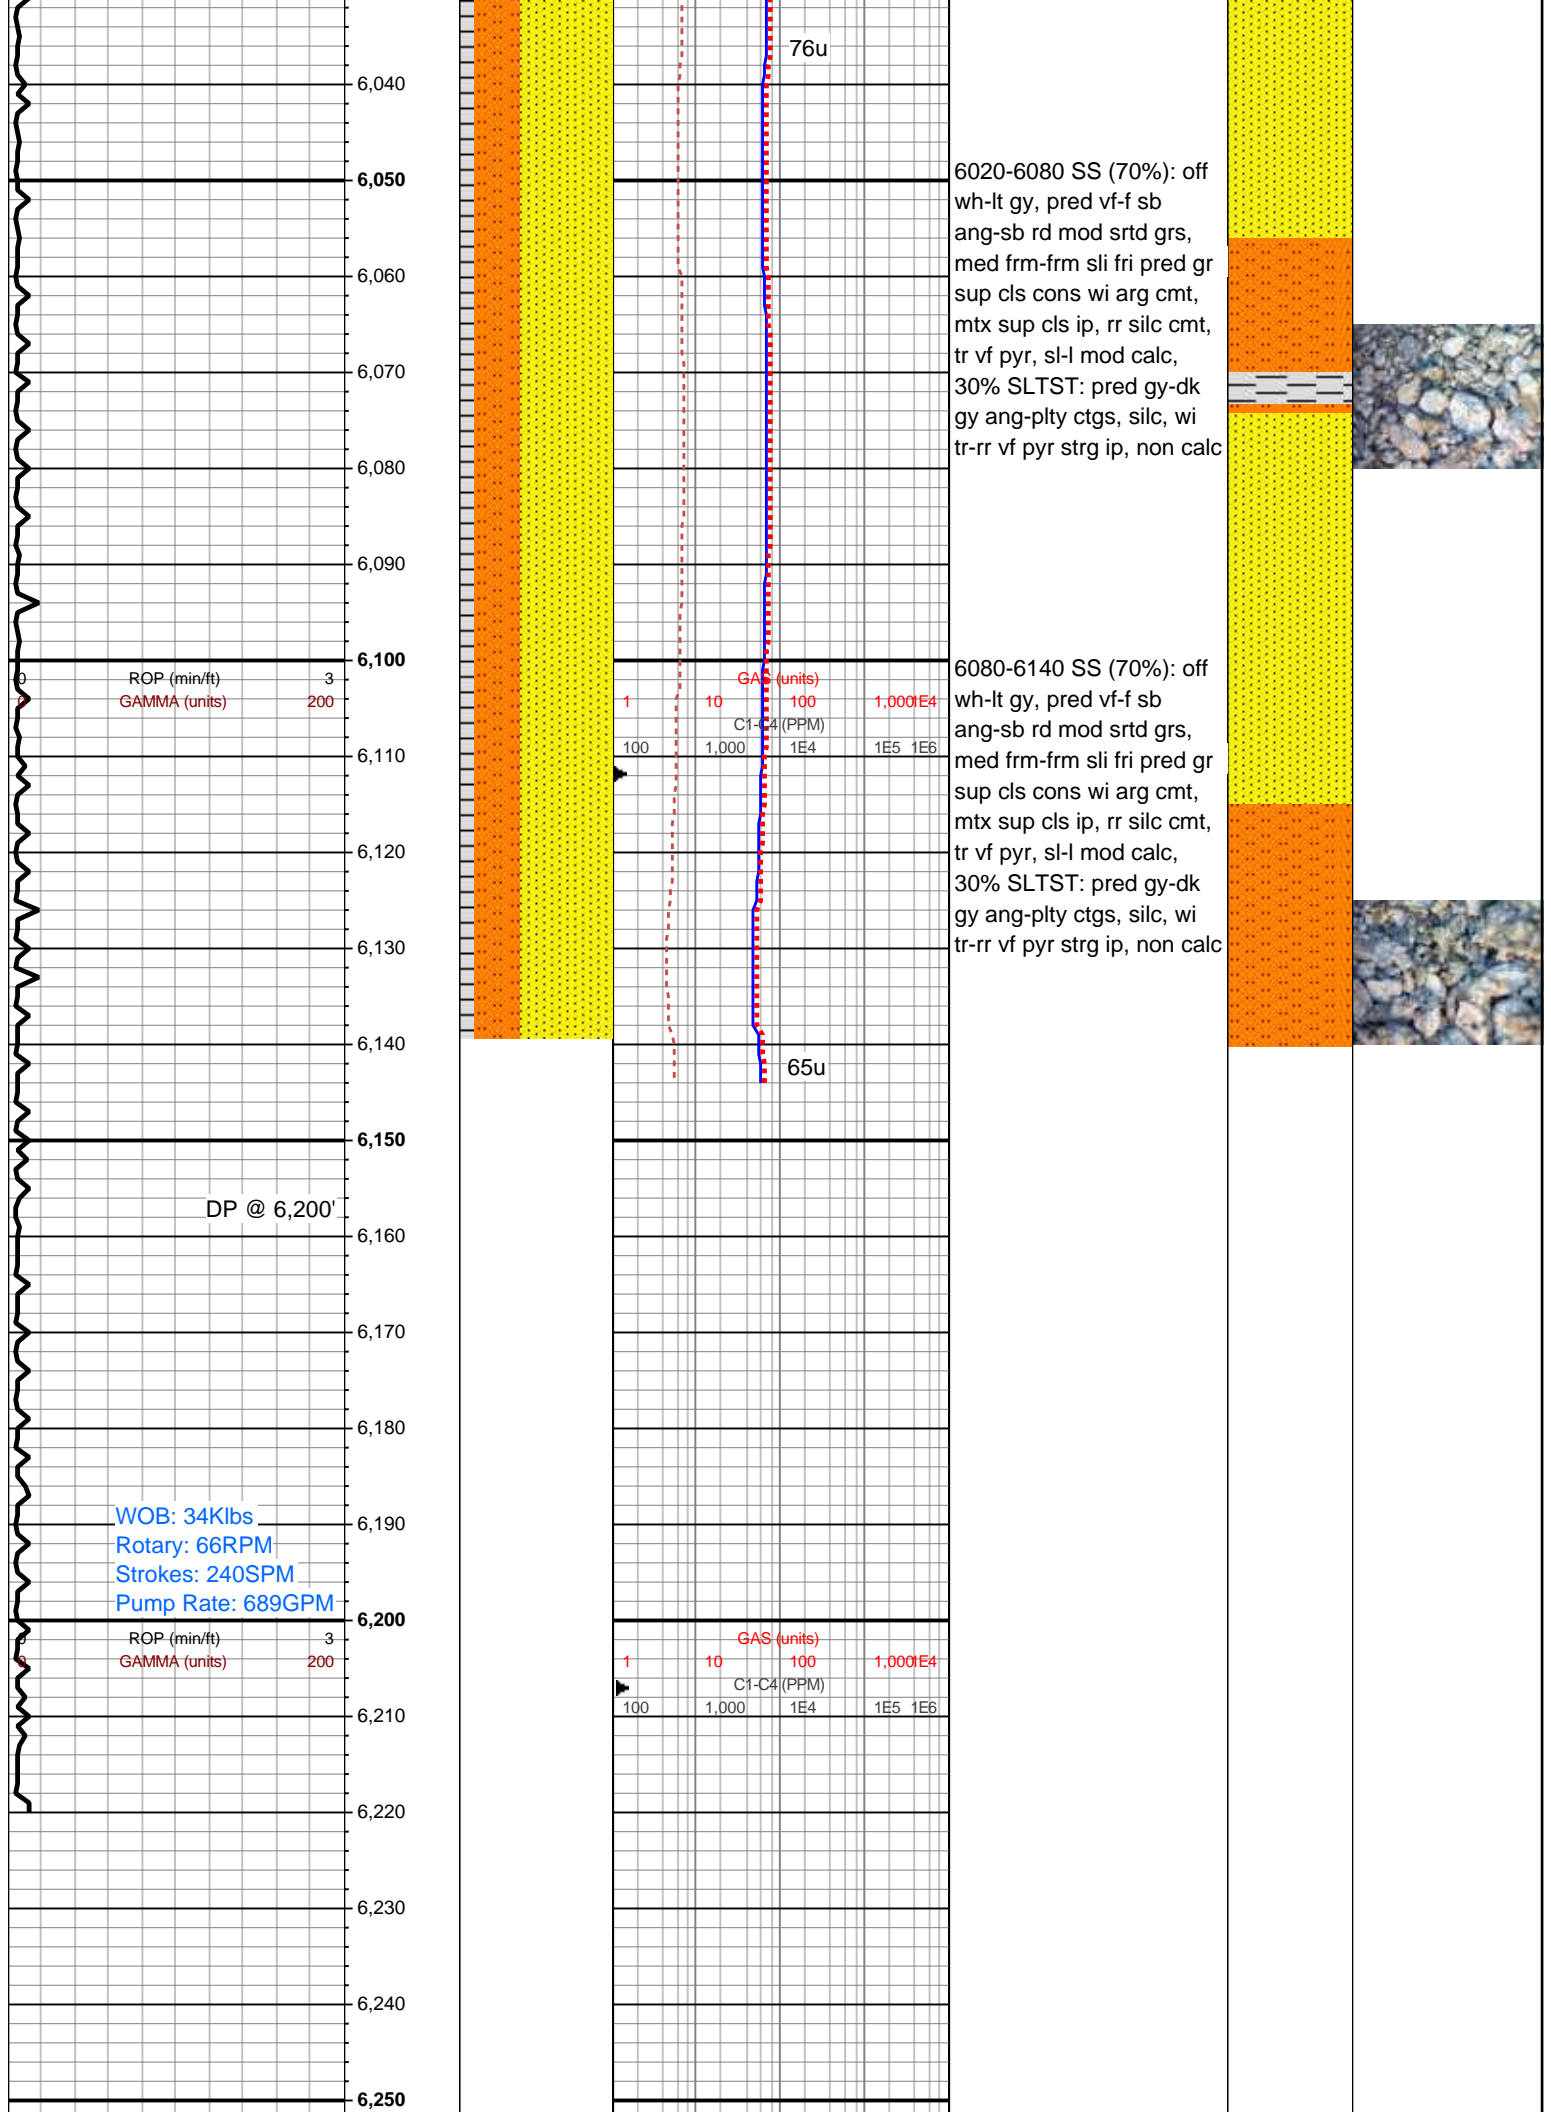 76u
6,040
6,050
6020-6080 SS (70%): off
wh-lt gy, pred vf-f sb
ang-sb rd mod srtd grs,
med frm-frm sli fri pred gr
sup cls cons wi arg cmt,
mtx sup cls ip, rr silc cmt,
tr vf pyr, sl-l mod calc,
30% SLTST: pred gy-dk
gy ang-plty ctgs, silc, wi
tr-rr vf pyr strg ip, non calc
6,060
6,070
6,080
6,090
6,100
0 ROP (min/ft) 3
0 GAMMA (units) 200
GAS (units)
1 10 100 1,000 1E4
C1-C4 (PPM)
100 1,000 1E4 1E5 1E6
6080-6140 SS (70%): off
wh-lt gy, pred vf-f sb
ang-sb rd mod srtd grs,
med frm-frm sli fri pred gr
sup cls cons wi arg cmt,
mtx sup cls ip, rr silc cmt,
tr vf pyr, sl-l mod calc,
30% SLTST: pred gy-dk
gy ang-plty ctgs, silc, wi
tr-rr vf pyr strg ip, non calc
6,110
6,120
6,130
6,140
65u
6,150
DP @ 6,200'
6,160
6,170
6,180
6,190
WOB: 34Klbs
Rotary: 66RPM
Strokes: 240SPM
Pump Rate: 689GPM
6,200
0 ROP (min/ft) 3
0 GAMMA (units) 200
GAS (units)
1 10 100 1,000 1E4
C1-C4 (PPM)
100 1,000 1E4 1E5 1E6
6,210
6,220
6,230
6,240
6,250